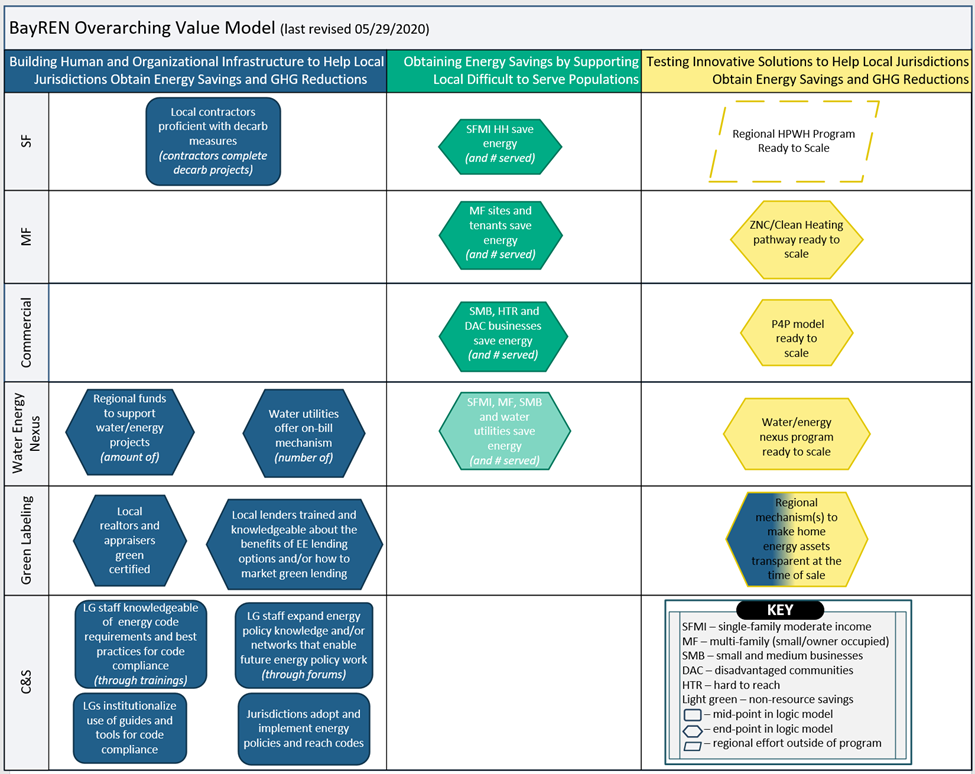 BayREN Overarching Value Model (last revised 05/29/2020)
Building Human and Organizational Infrastructure to Help Local
Jurisdictions Obtain Energy Savings and GHG Reductions
Obtaining Energy Savings by Supporting
Local Difficult to Serve Populations
Testing Innovative Solutions to Help Local Jurisdictions
Obtain Energy Savings and GHG Reductions
SF
Local contractors
proficient with decarb
measures
(contractors complete
decarb projects)
SFMI HH save
energy
(and # served)
Regional HPWH Program
Ready to Scale
MF
MF sites and
tenants save
energy
(and # served)
ZNC/Clean Heating
pathway ready to
scale
Commercial
SMB, HTR and
DAC businesses
save energy
(and # served)
P4P model
ready to
scale
Water Energy
Nexus
Regional funds
to support
water/energy
projects
(amount of)
Water utilities
offer on-bill
mechanism
(number of)
SFMI, MF, SMB
and water
utilities save
energy
(and # served)
Water/energy
nexus program
ready to scale
Green Labeling
Local
realtors and
appraisers
green
certified
Local lenders trained and
knowledgeable about the
benefits of EE lending
options and/or how to
market green lending
Regional
mechanism(s) to
make home
energy assets
transparent at the
time of sale
C&S
LG staff knowledgeable
of energy code
requirements and best
practices for code
compliance
(through trainings)
LG staff expand energy
policy knowledge and/or
networks that enable
future energy policy work
(through forums)
LGs institutionalize
use of guides and
tools for code
compliance
Jurisdictions adopt and
implement energy
policies and reach codes
KEY
SFMI – single-family moderate income
MF – multi-family (small/owner occupied)
SMB – small and medium businesses
DAC – disadvantaged communities
HTR – hard to reach
Light green – non-resource savings
– mid-point in logic model
– end-point in logic model
– regional effort outside of program